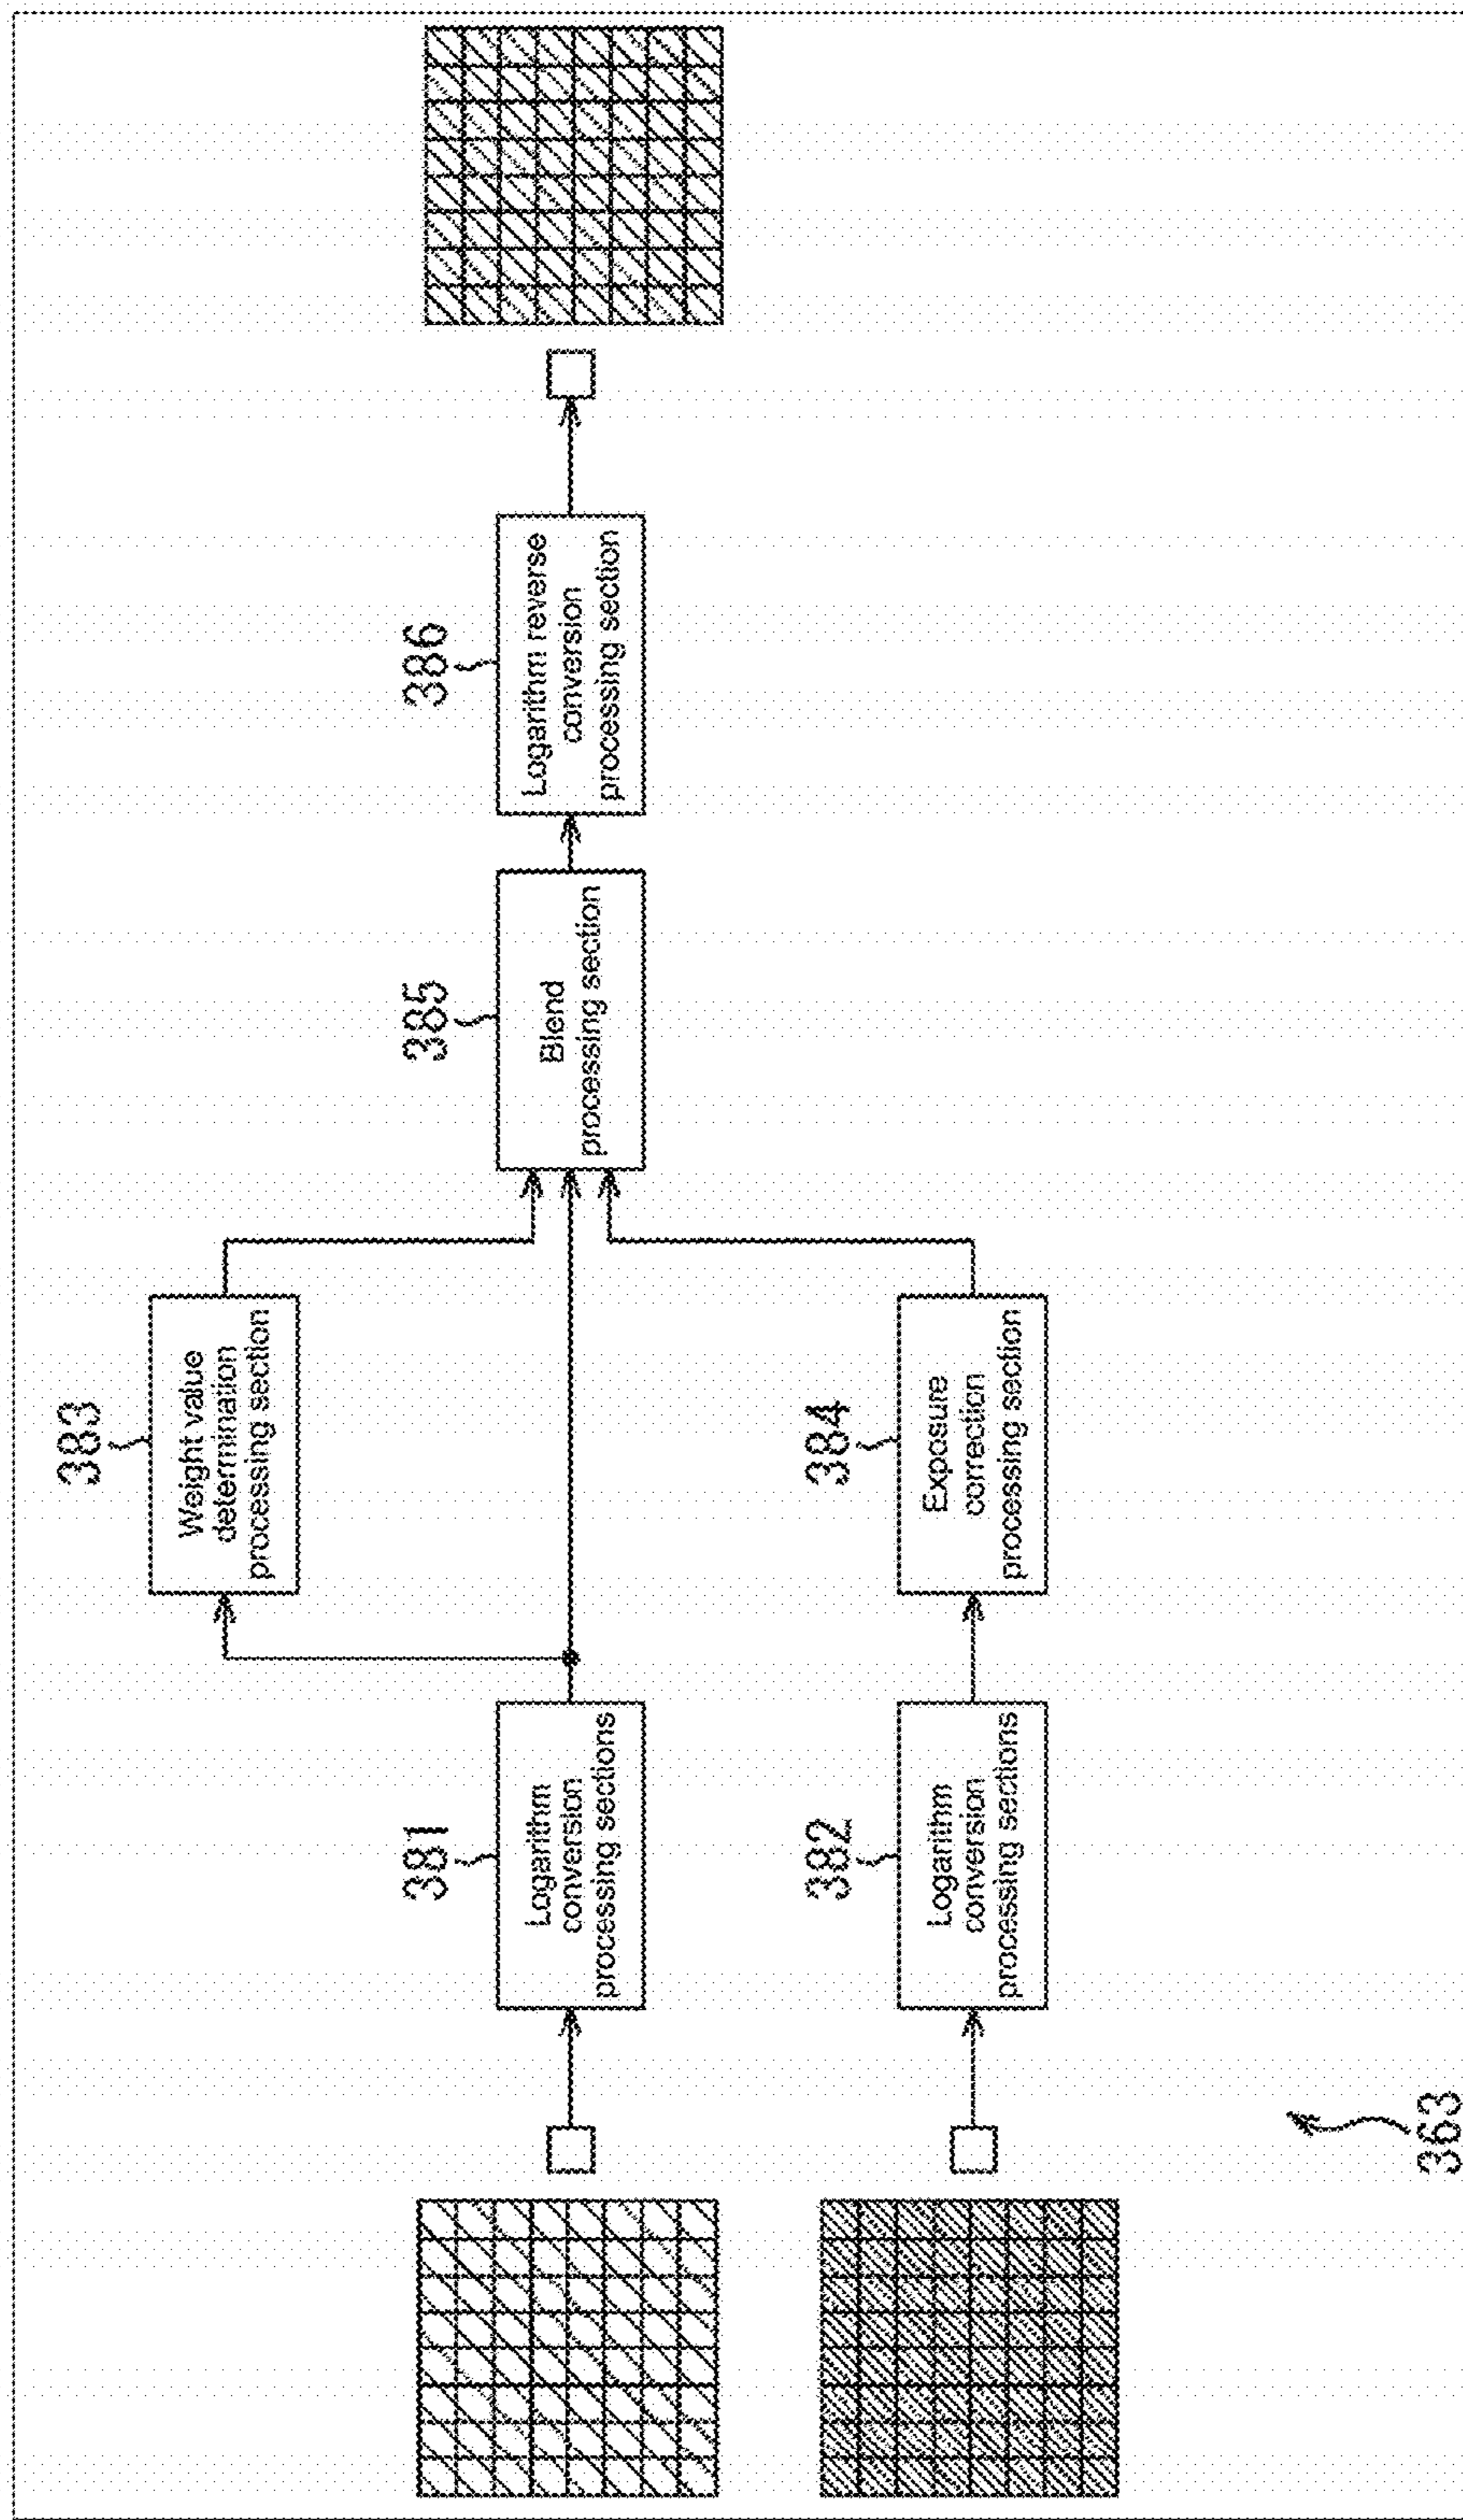 383
Weight value
determination
processing section
381
Logarithm
conversion
processing sections
385
Blend
processing section
386
Logarithm reverse
conversion
processing section
382
Logarithm
conversion
processing sections
384
Exposure
correction
processing section
363